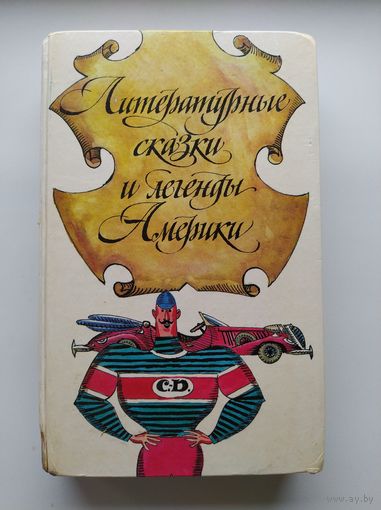 Литературные
сказки
и легенды
Америки
C.D.
www.ay.by